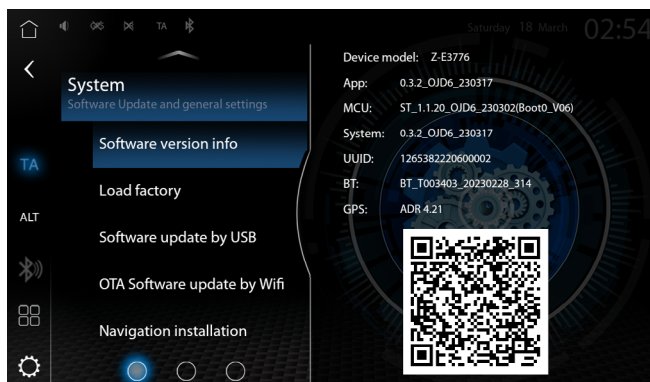 TA
Saturday 18 March
02:54
System
Software Update and general settings
Software version info
Load factory
Software update by USB
OTA Software update by Wifi
Navigation installation
TA
ALT
Device model: Z-E3776
App: 0.3.2_OJD6_230317
MCU: ST_1.1.20_OJD6_230302(Boot0_V06)
System: 0.3.2_OJD6_230317
UUID: 1265382220600002
BT: BT_T003403_20230228_314
GPS: ADR 4.21